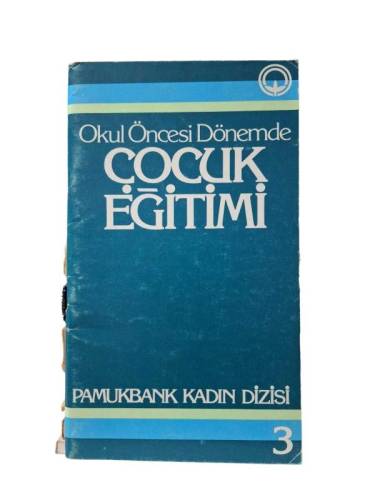 Okul Öncesi Dönemde
ÇOCUK
EĞİTİMİ
PAMUKBANK KADIN DİZİSİ
3